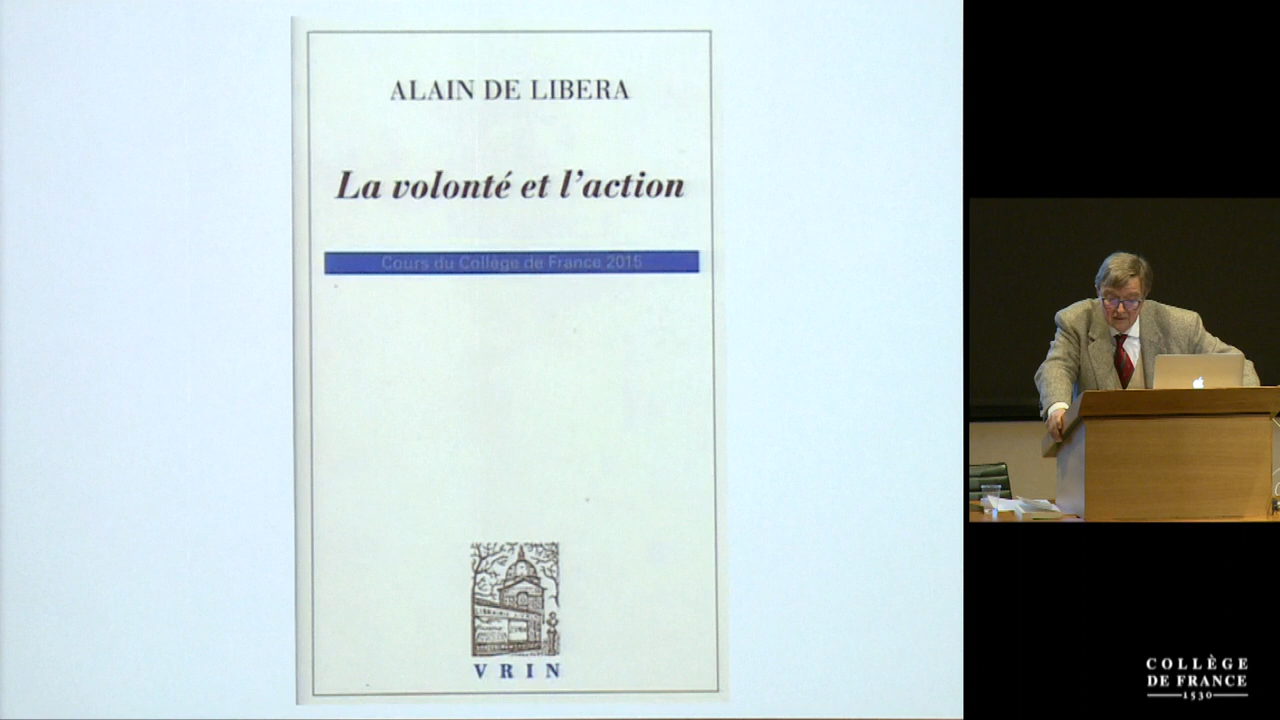 ALAIN DE LIBERA
La volonté et l'action
Cours du Collège de France 2015
VRIN
COLLÈGE
DE FRANCE
1530